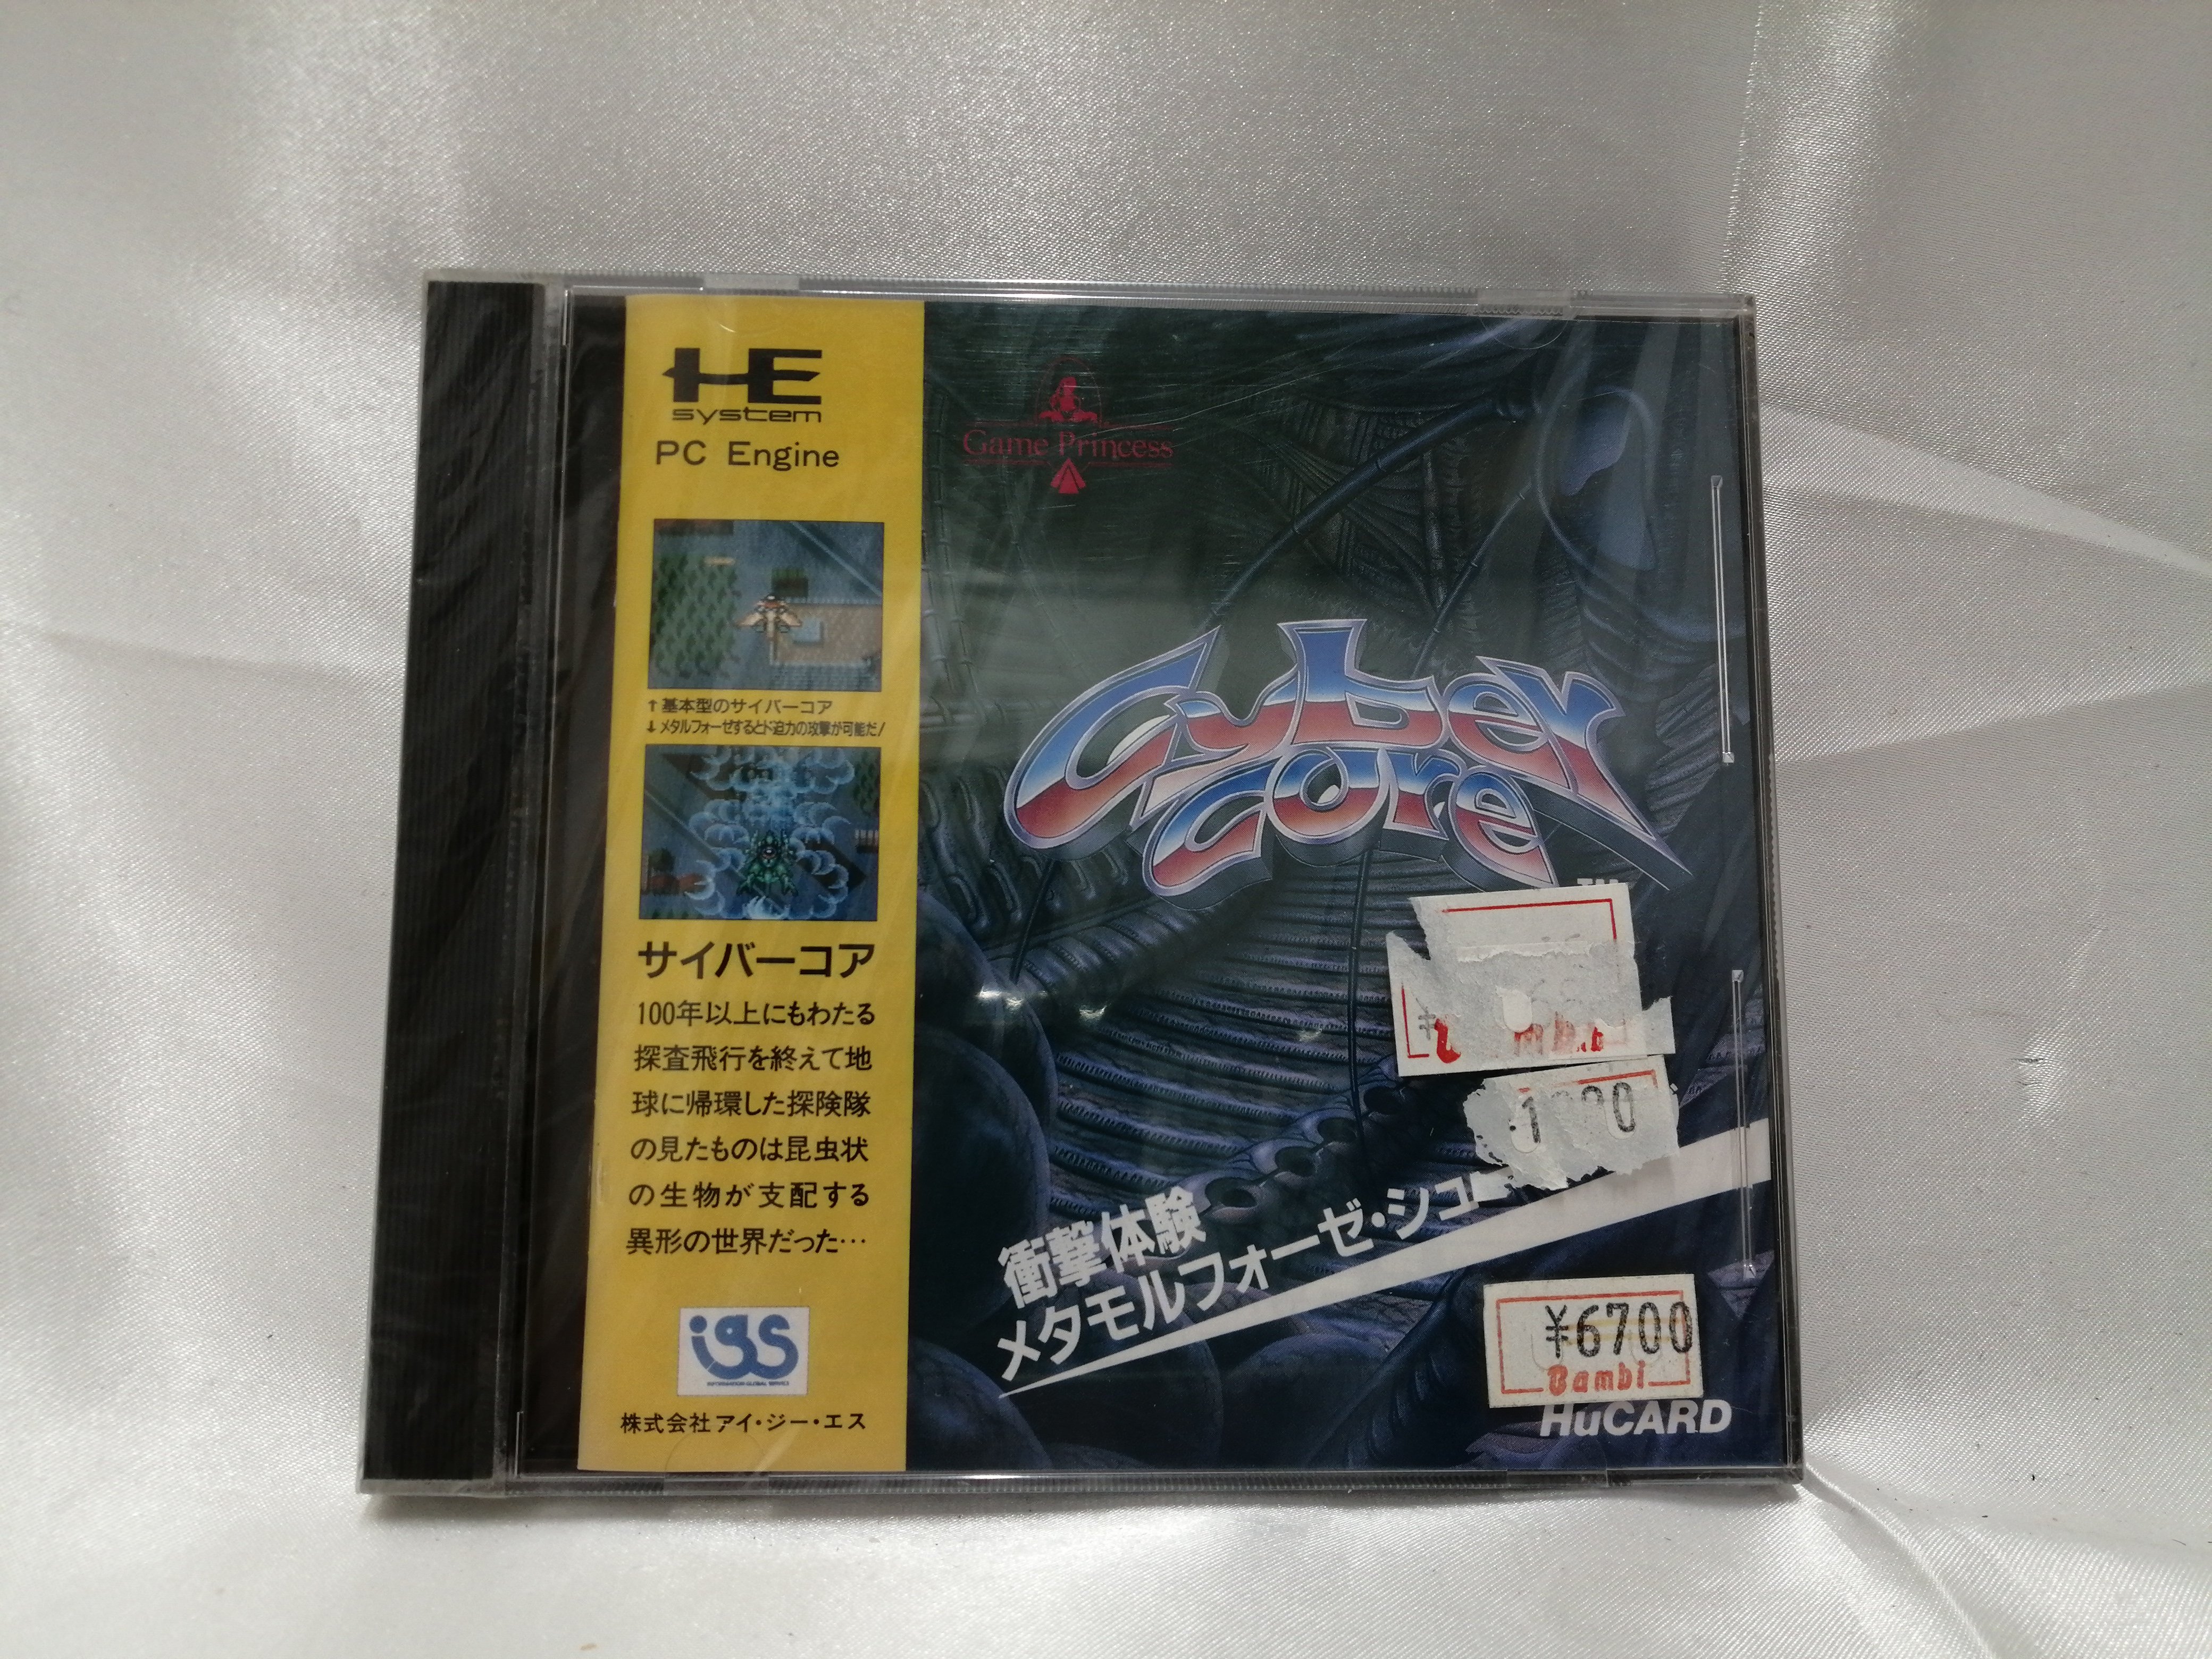 HE
system
PC Engine
↑基本型のサイバーコア
↓メタルフォーゼするとド迫力の攻撃が可能だ!
サイバーコア
100年以上にもわたる
探査飛行を終えて地
球に帰環した探険隊
の見たものは昆虫状
の生物が支配する
異形の世界だった…
igs
INFORMATION GLOBAL SERVICE
株式会社アイ・ジー・エス
Game Princess
Cyber
Core
TM
衝撃体験
メタモルフォーゼ・シュー
¥6700
Bambi
HuCARD